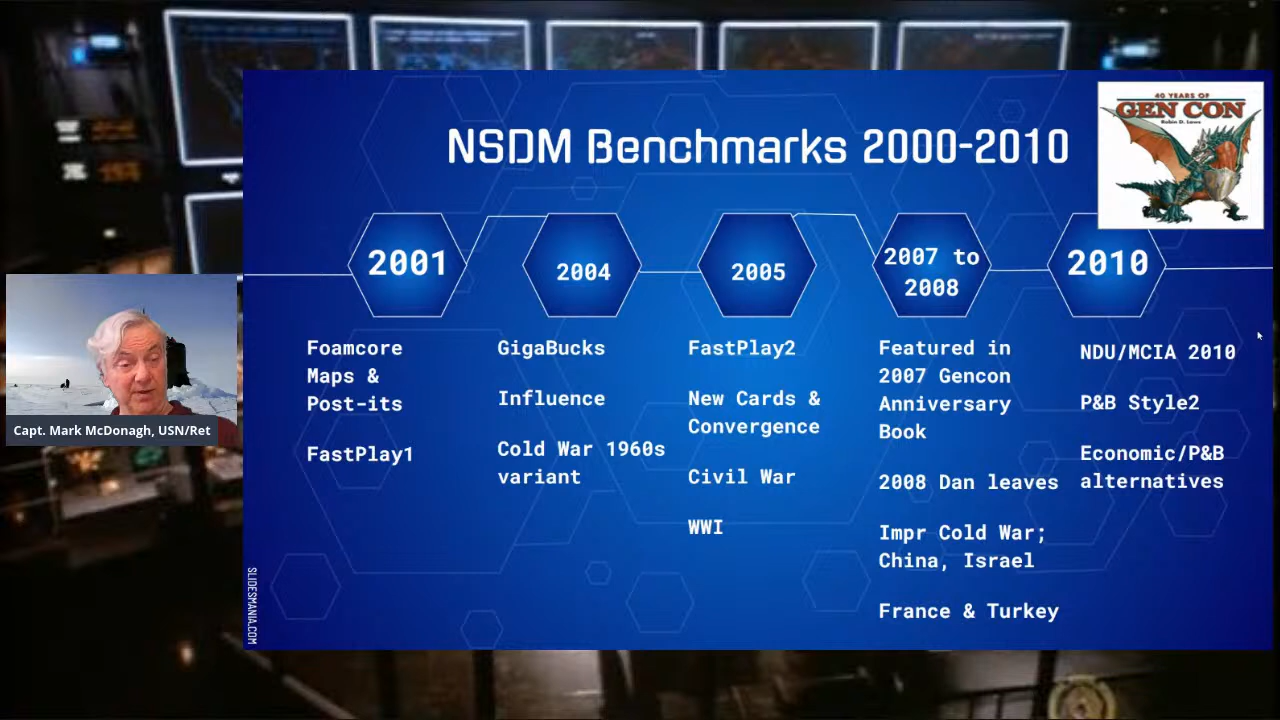 NSDM Benchmarks 2000-2010
40 YEARS OF
GEN CON
Robin D. Laws
2001
2004
2005
2007 to
2008
2010
Foamcore
Maps &
Post-its
FastPlay1
GigaBucks
Influence
Cold War 1960s
variant
FastPlay2
New Cards &
Convergence
Civil War
WWI
Featured in
2007 Gencon
Anniversary
Book
2008 Dan leaves
Impr Cold War;
China, Israel
France & Turkey
NDU/MCIA 2010
P&B Style2
Economic/P&B
alternatives
Capt. Mark McDonagh, USN/Ret
SLIDESMANIA.COM